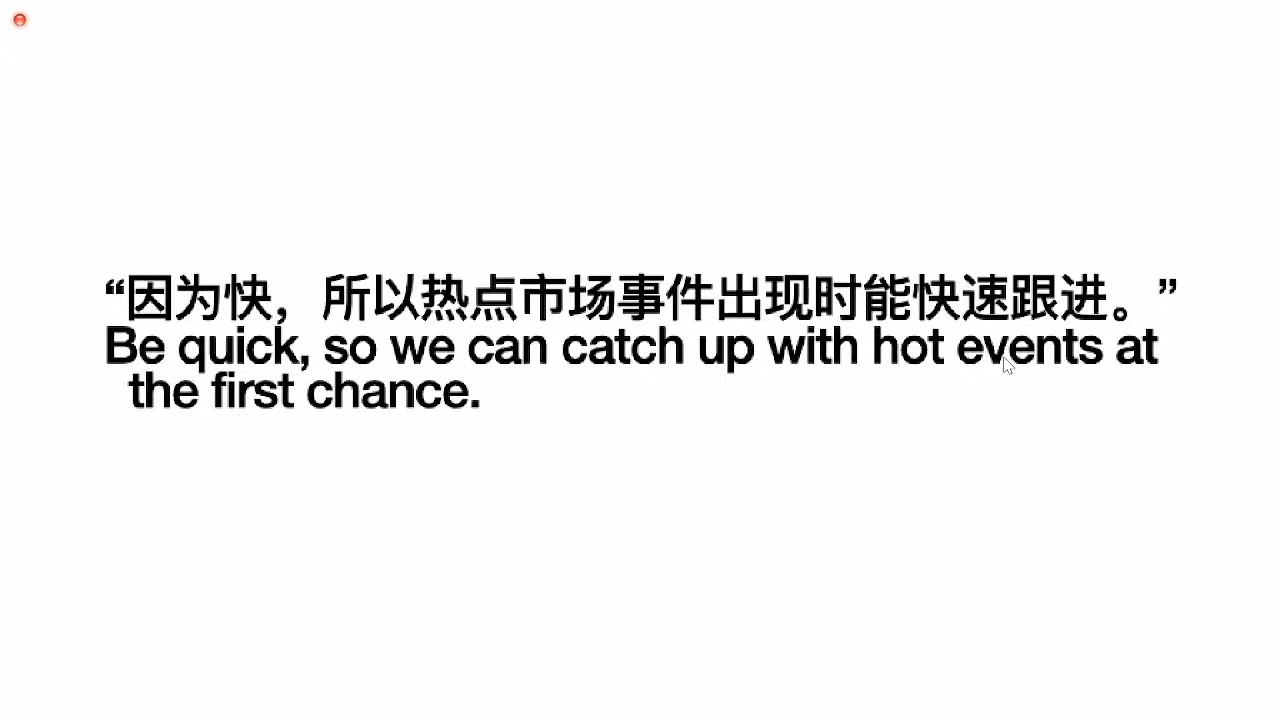 “因为快，所以热点市场事件出现时能快速跟进。”
Be quick, so we can catch up with hot events at
the first chance.